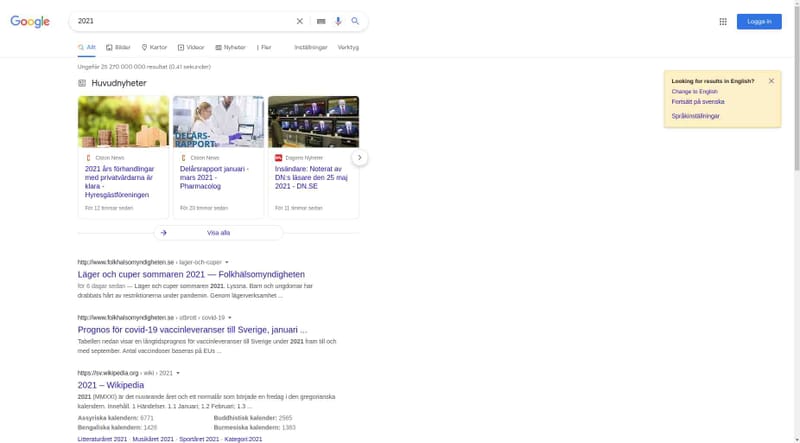 Google
2021
Logga in
Allt
Bilder
Kartor
Videor
Nyheter
Fler
Inställningar
Verktyg
Ungefär 25 270 000 000 resultat (0,41 sekunder)
Looking for results in English?
Change to English
Fortsätt på svenska
Språkinställningar
Huvudnyheter
Cision News
2021 års förhandlingar
med privatvärdarna är
klara -
Hyresgästföreningen
För 12 timmar sedan
DELÅRS-
RAPPORT
Cision News
Delårsrapport januari -
mars 2021 -
Pharmacolog
För 20 timmar sedan
Dagens Nyheter
Insändare: Noterat av
DN:s läsare den 25 maj
2021 - DN.SE
För 11 timmar sedan
Visa alla
http://www.folkhalsomyndigheten.se › lager-och-cuper
Läger och cuper sommaren 2021 — Folkhälsomyndigheten
för 6 dagar sedan — Läger och cuper sommaren 2021. Lyssna. Barn och ungdomar har
drabbats hårt av restriktionerna under pandemin. Genom lägerverksamhet ...
http://www.folkhalsomyndigheten.se › utbrott › covid-19
Prognos för covid-19 vaccinleveranser till Sverige, januari ...
Tabellen nedan visar en långtidsprognos för vaccinleveranser till Sverige under 2021 fram till och
med september. Antal vaccindoser baseras på EUs ...
https://sv.wikipedia.org › wiki › 2021
2021 – Wikipedia
2021 (MMXXI) är det nuvarande året och ett normalår som började en fredag i den gregorianska
kalendern. Innehåll. 1 Händelser. 1.1 Januari; 1.2 Februari; 1.3 ...
Assyriska kalender: 6771
Buddhistisk kalender: 2565
Bengaliska kalender: 1428
Burmesiska kalender: 1383
Litteraturåret 2021 · Musikåret 2021 · Sportåret 2021 · Kategori:2021